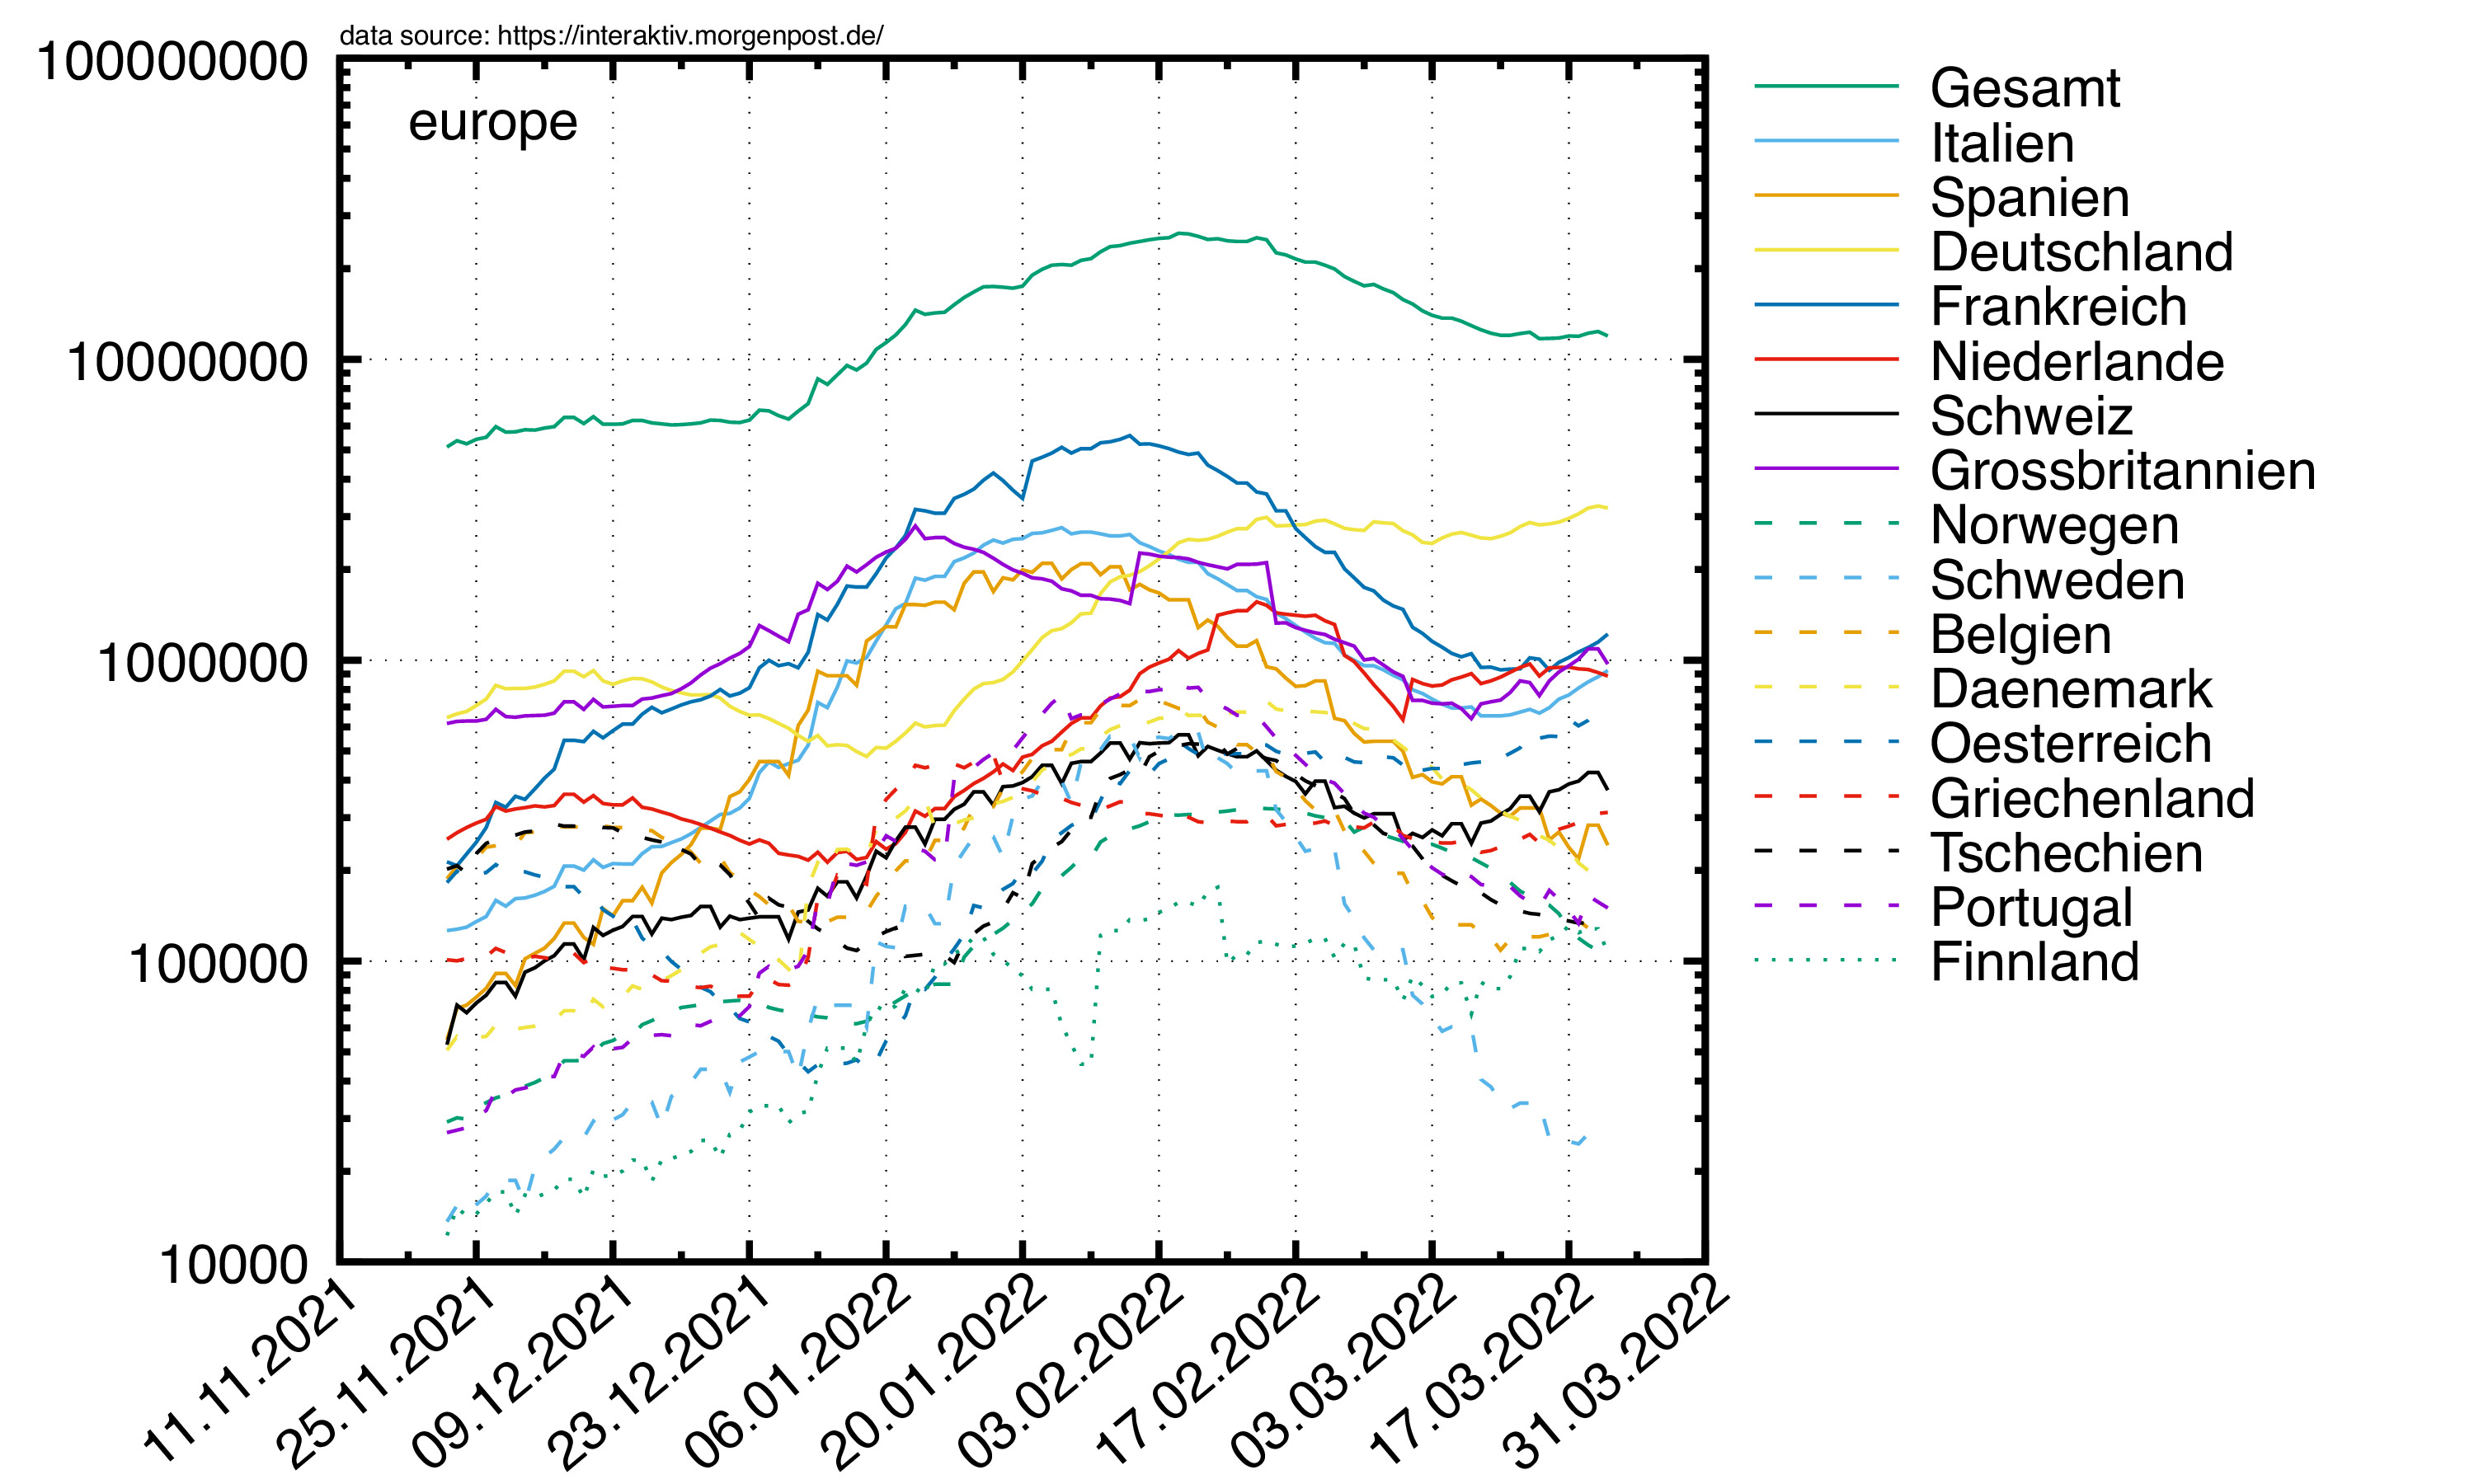 data source: https://interaktiv.morgenpost.de/
100000000
10000000
1000000
100000
10000
europe
Gesamt
Italien
Spanien
Deutschland
Frankreich
Niederlande
Schweiz
Grossbritannien
Norwegen
Schweden
Belgien
Daenemark
Oesterreich
Griechenland
Tschechien
Portugal
Finnland
11.11.2021
25.11.2021
09.12.2021
23.12.2021
06.01.2022
20.01.2022
03.02.2022
17.02.2022
03.03.2022
17.03.2022
31.03.2022